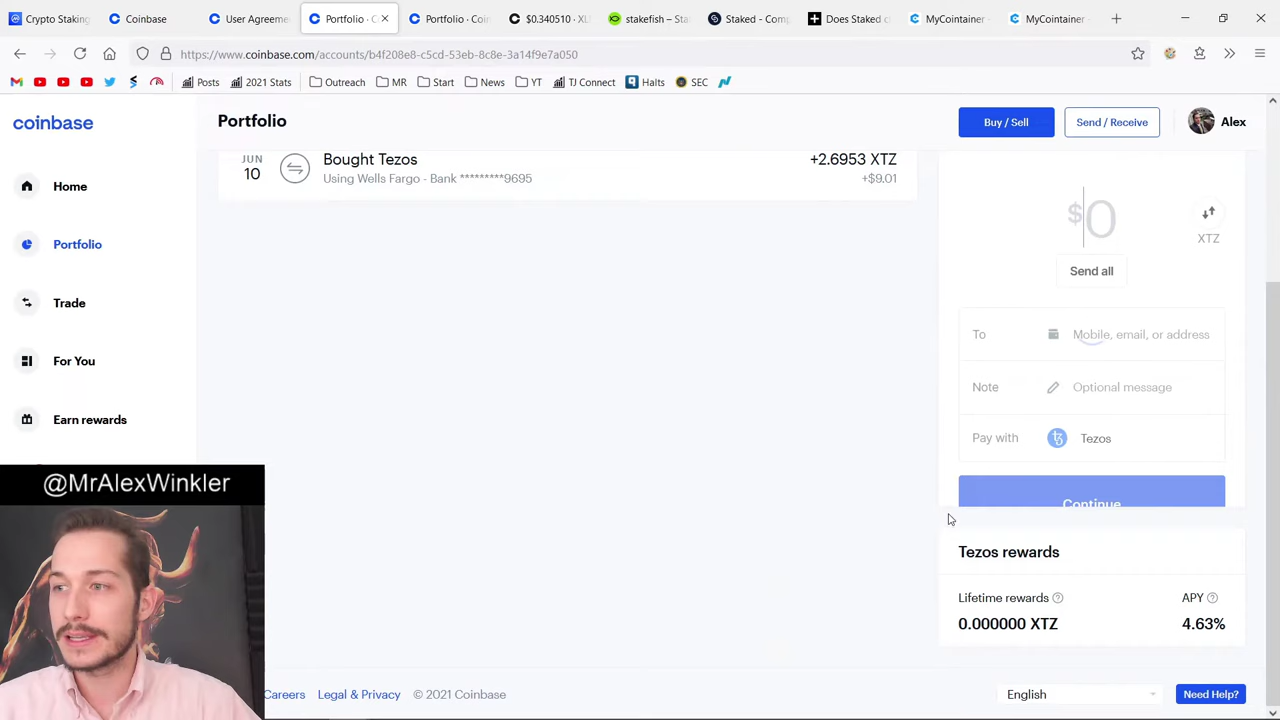 Crypto Staking
Coinbase
User Agreeme
Portfolio - C
Portfolio - Coin
$0.340510 · XL
stakefish – Sta
Staked - Comp
Does Staked c
MyCointainer
MyCointainer
https://www.coinbase.com/accounts/b4f208e8-c5cd-53eb-8c8e-3a14f9e7a050
Posts
2021 Stats
Outreach
MR
Start
News
YT
TJ Connect
Halts
SEC
coinbase
Portfolio
Buy / Sell
Send / Receive
Alex
Home
Portfolio
Trade
For You
Earn rewards
JUN
10
Bought Tezos
Using Wells Fargo - Bank *********9695
+2.6953 XTZ
+$9.01
$0
XTZ
Send all
To
Mobile, email, or address
Note
Optional message
Pay with
Tezos
Continue
Tezos rewards
Lifetime rewards
APY
0.000000 XTZ
4.63%
@MrAlexWinkler
Careers
Legal & Privacy
© 2021 Coinbase
English
Need Help?